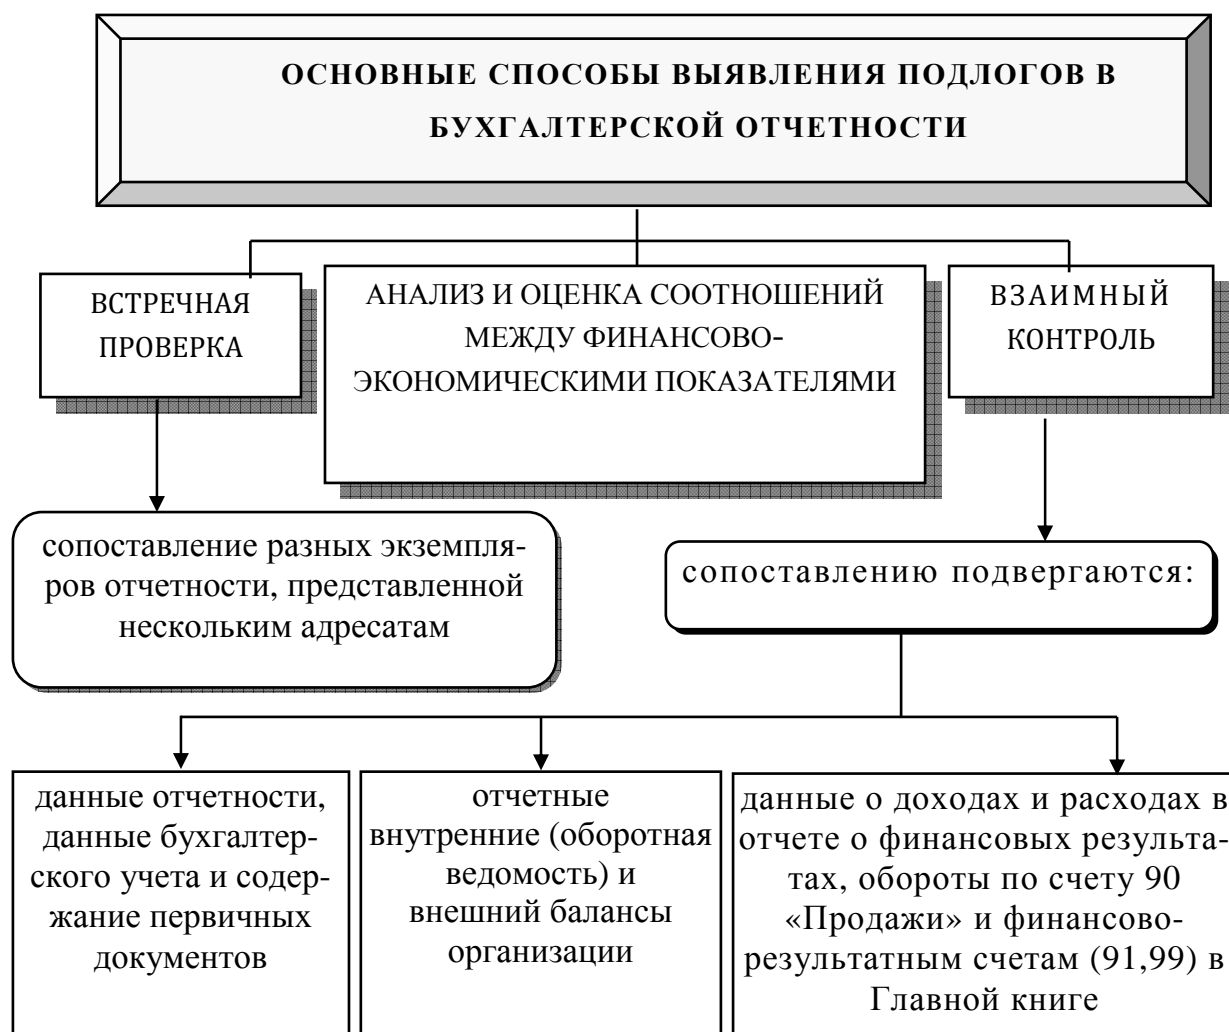 ОСНОВНЫЕ СПОСОБЫ ВЫЯВЛЕНИЯ ПОДЛОГОВ В
БУХГАЛТЕРСКОЙ ОТЧЕТНОСТИ
ВСТРЕЧНАЯ
ПРОВЕРКА
АНАЛИЗ И ОЦЕНКА СООТНОШЕНИЙ
МЕЖДУ ФИНАНСОВО-
ЭКОНОМИЧЕСКИМИ ПОКАЗАТЕЛЯМИ
ВЗАИМНЫЙ
КОНТРОЛЬ
сопоставление разных экземпля-
ров отчетности, представленной
нескольким адресатам
сопоставлению подвергаются:
данные отчетности,
данные бухгалтер-
ского учета и содер-
жание первичных
документов
отчетные
внутренние (оборотная
ведомость) и
внешний балансы
организации
данные о доходах и расходах в
отчете о финансовых результа-
тах, обороты по счету 90
«Продажи» и финансово-
результатным счетам (91,99) в
Главной книге